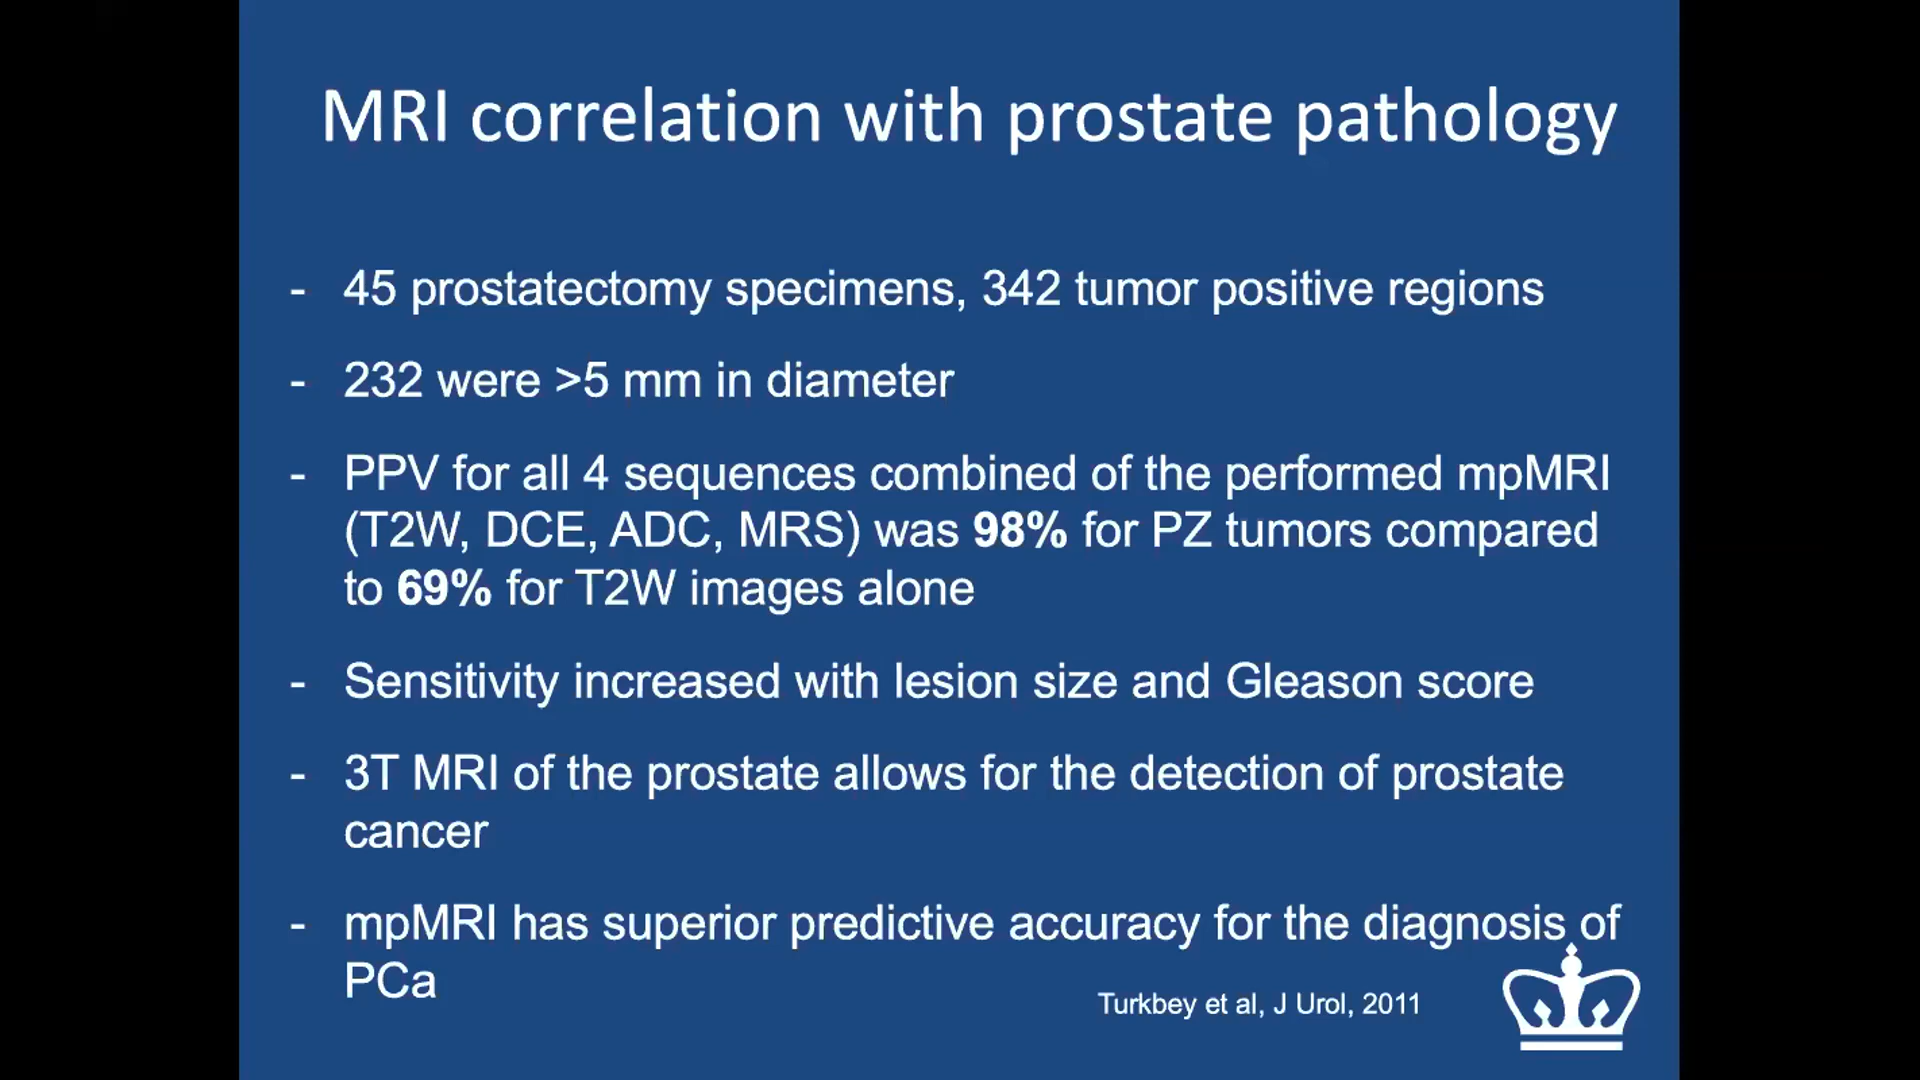 MRI correlation with prostate pathology
- 45 prostatectomy specimens, 342 tumor positive regions
- 232 were >5 mm in diameter
- PPV for all 4 sequences combined of the performed mpMRI
(T2W, DCE, ADC, MRS) was 98% for PZ tumors compared
to 69% for T2W images alone
- Sensitivity increased with lesion size and Gleason score
- 3T MRI of the prostate allows for the detection of prostate
cancer
- mpMRI has superior predictive accuracy for the diagnosis of
PCa
Turkbey et al, J Urol, 2011